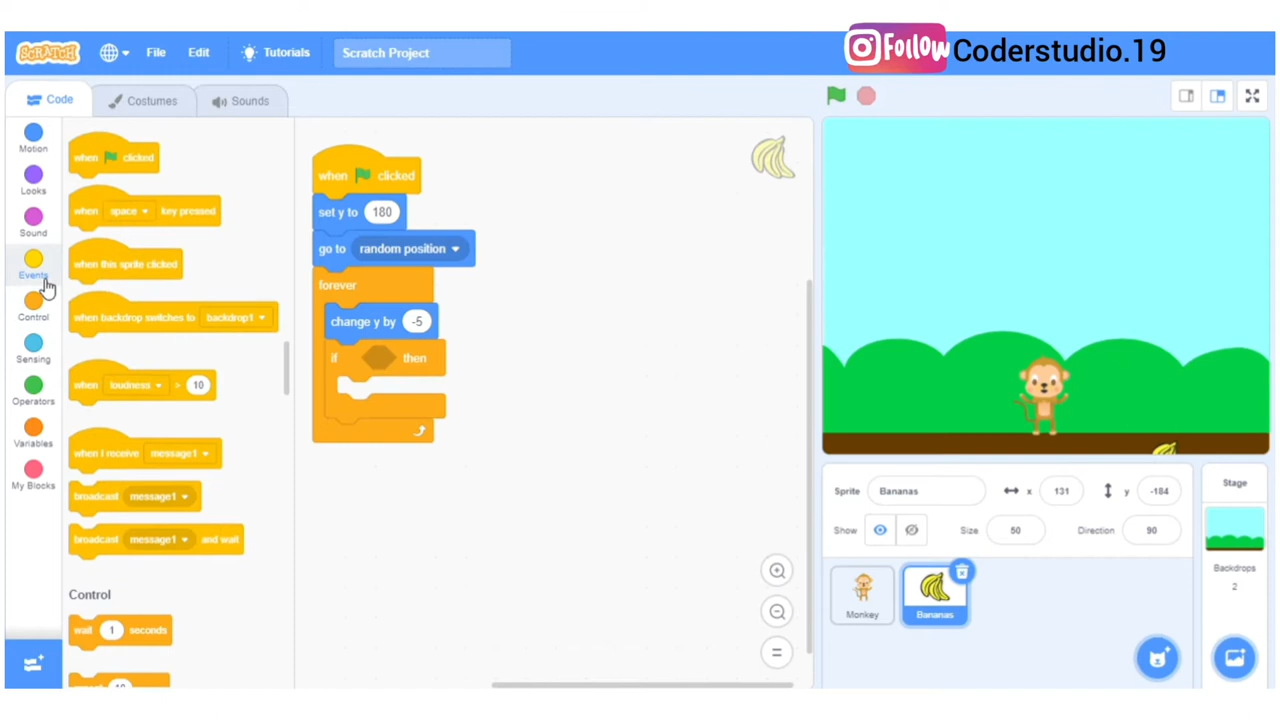 SCRATCH
File
Edit
Tutorials
Scratch Project
Follow
Coderstudio.19
Code
Costumes
Sounds
Motion
Looks
Sound
Events
Control
Sensing
Operators
Variables
My Blocks
when clicked
when space key pressed
when this sprite clicked
when backdrop switches to backdrop1
when loudness > 10
when I receive message1
broadcast message1
broadcast message1 and wait
Control
wait 1 seconds
when clicked
set y to 180
go to random position
forever
change y by -5
if then
Sprite Bananas x 131 y -184
Show Size 50 Direction 90
Monkey
Bananas
Stage
Backdrops
2